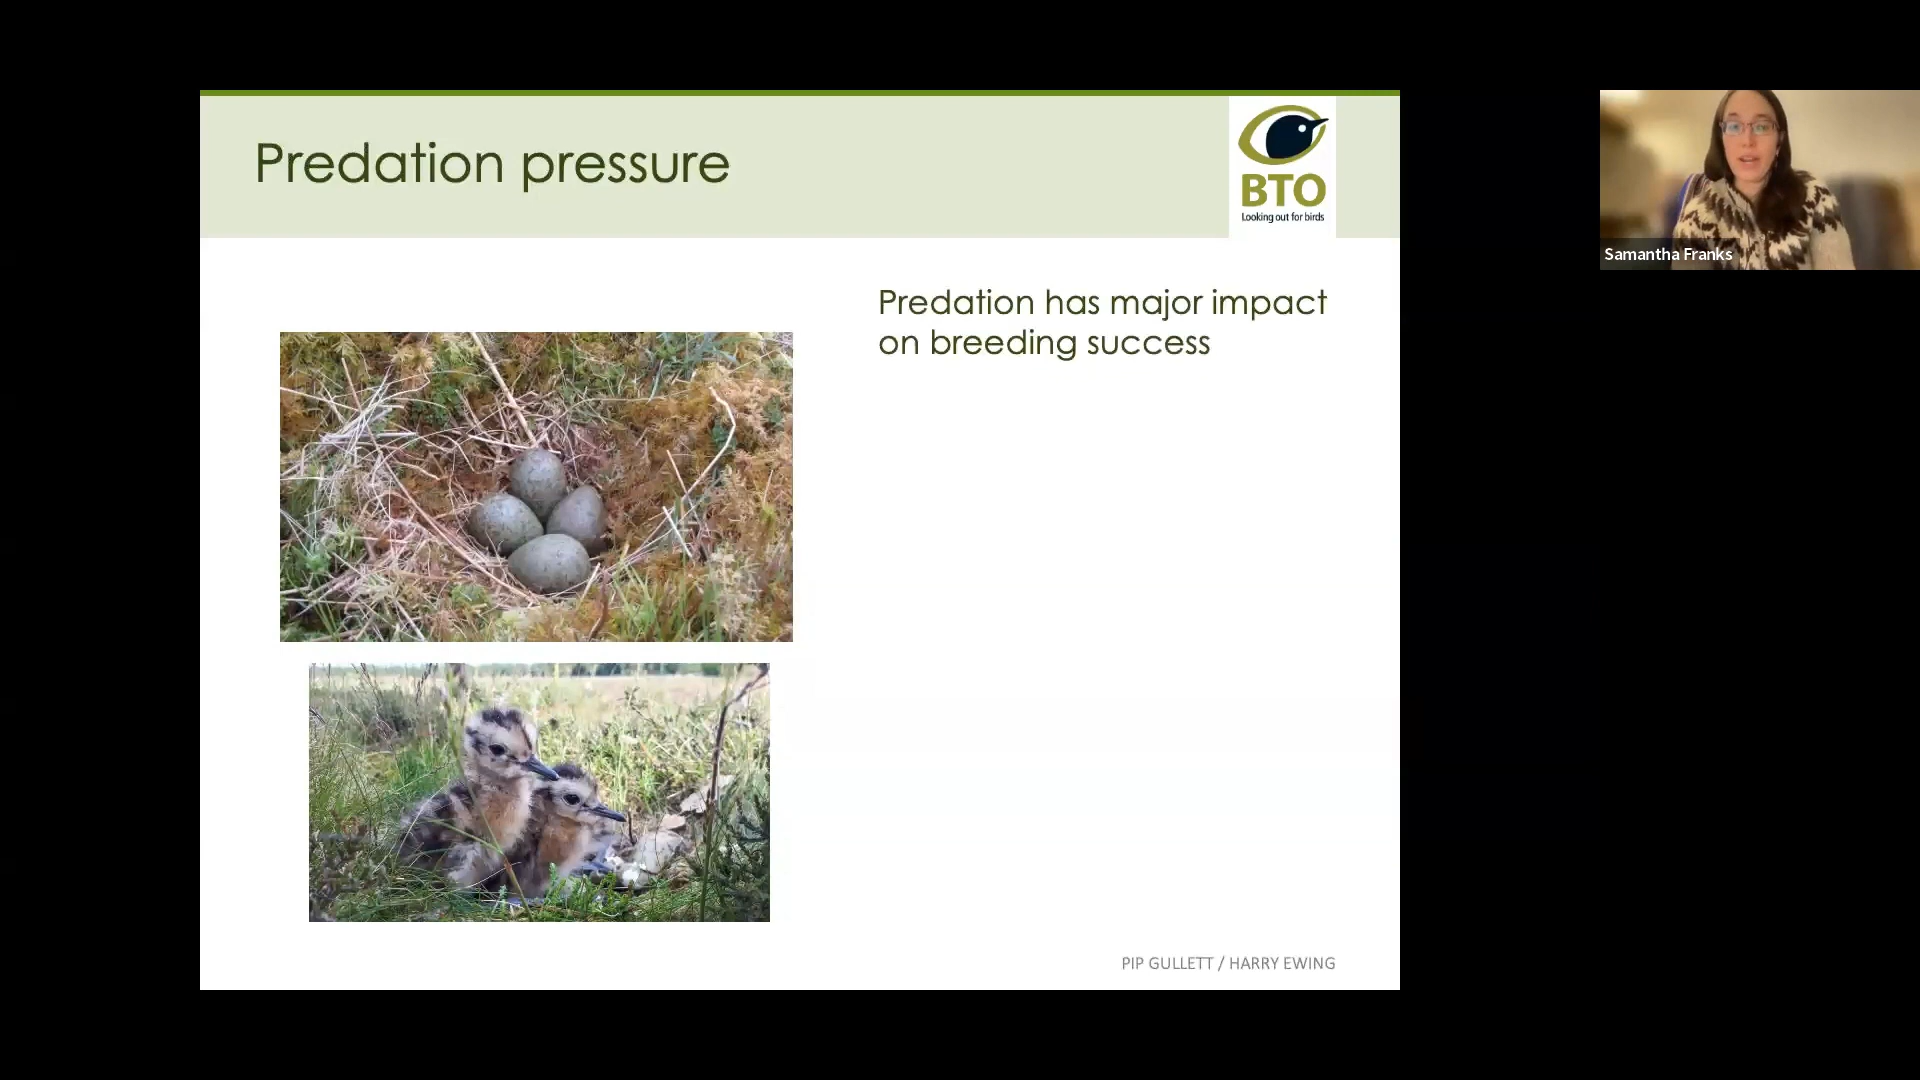 Predation pressure
BTO
Looking out for birds
Samantha Franks
Predation has major impact
on breeding success
PIP GULLETT / HARRY EWING